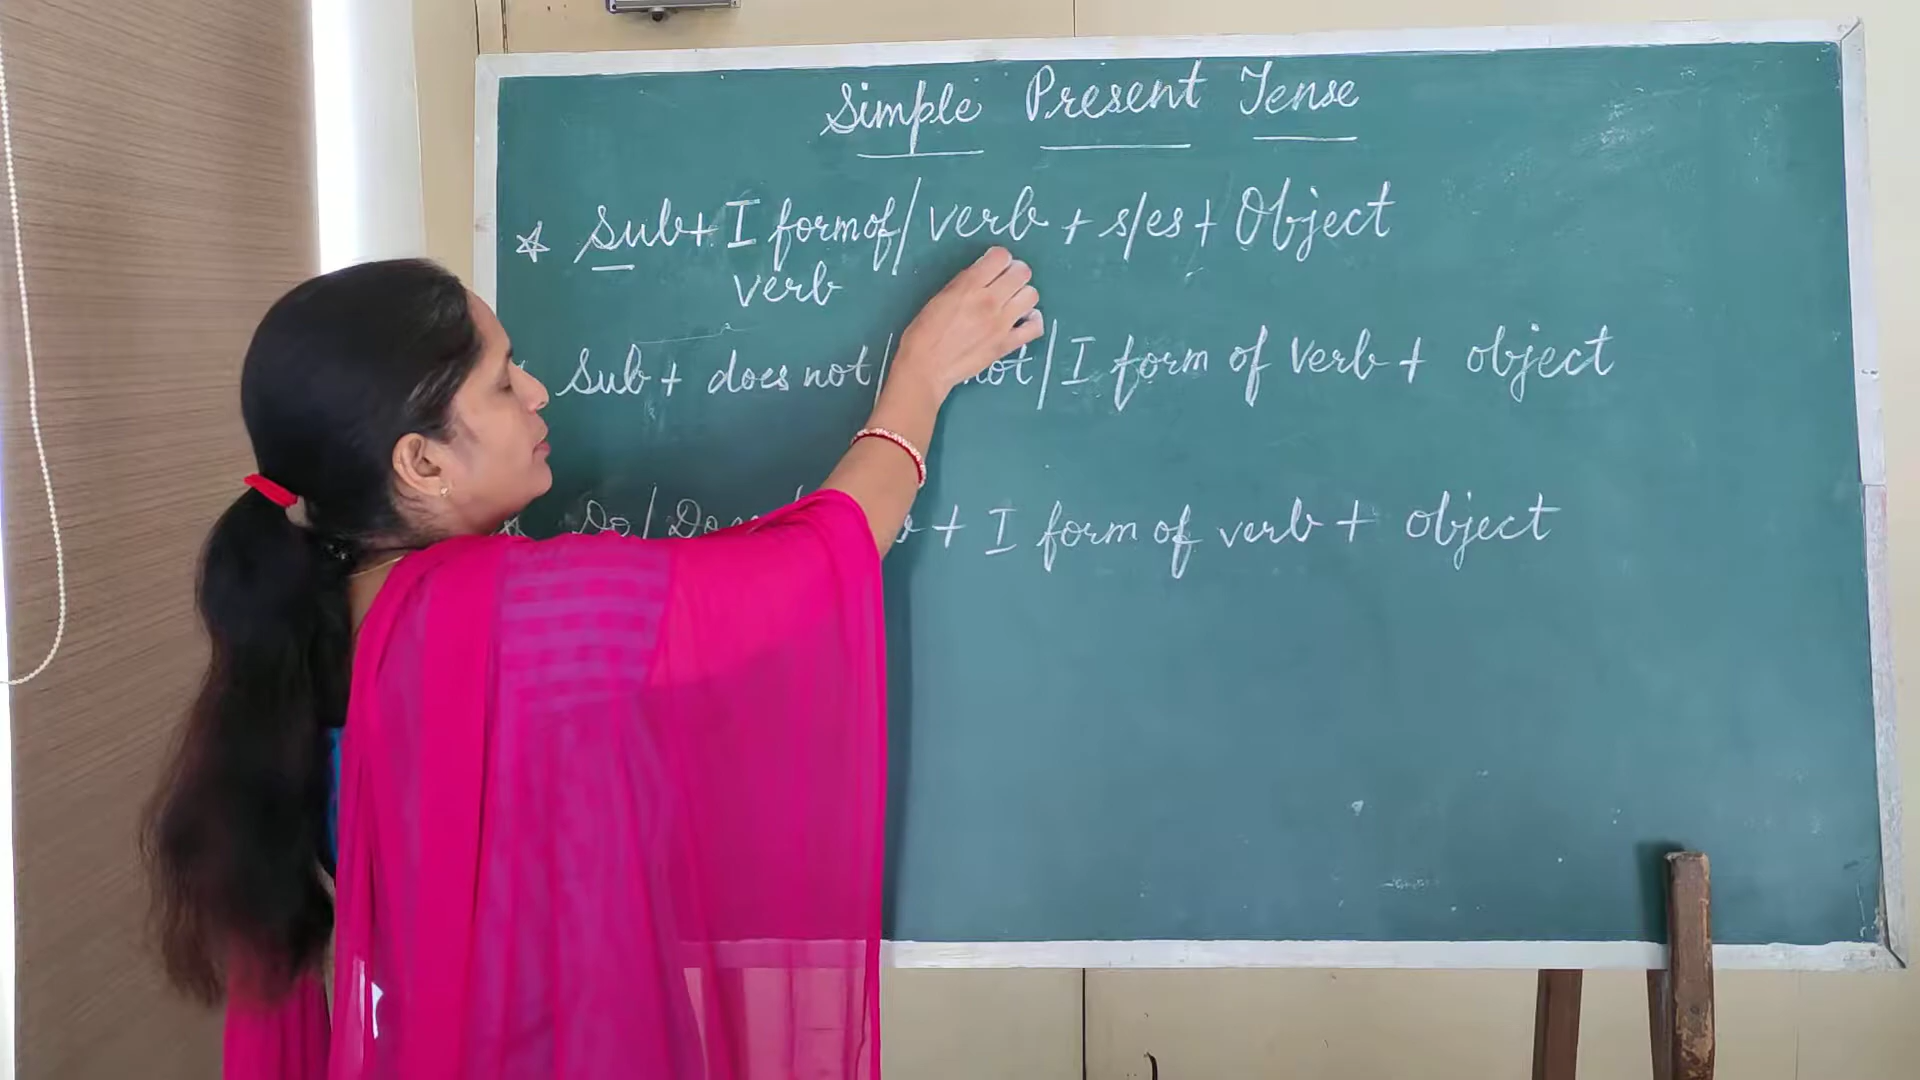 Simple Present Tense
☆ Sub + I form of / verb + s/es + Object
verb
Sub + does not / not / I form of verb + object
☆ Do / + I form of verb + object